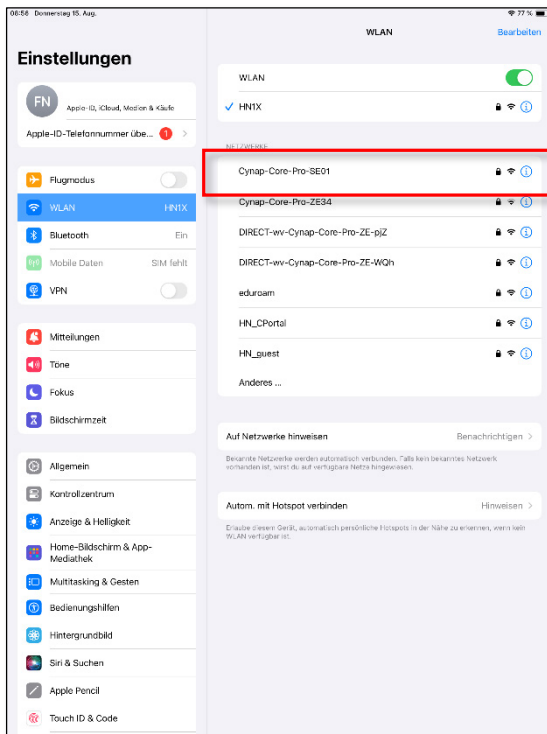 08:58 Donnerstag 15. Aug.
77 %
Einstellungen
FN
Apple-ID, iCloud, Medien & Käufe
Apple-ID-Telefonnummer übe... 1
Flugmodus
WLAN HN1X
Bluetooth Ein
Mobile Daten SIM fehlt
VPN
Mitteilungen
Töne
Fokus
Bildschirmzeit
Allgemein
Kontrollzentrum
Anzeige & Helligkeit
Home-Bildschirm & App-
Mediathek
Multitasking & Gesten
Bedienungshilfen
Hintergrundbild
Siri & Suchen
Apple Pencil
Touch ID & Code
WLAN
Bearbeiten
WLAN
HN1X
NETZWERKE
Cynap-Core-Pro-SE01
Cynap-Core-Pro-ZE34
DIRECT-wv-Cynap-Core-Pro-ZE-pjZ
DIRECT-wv-Cynap-Core-Pro-ZE-WQh
eduroam
HN_CPortal
HN_guest
Anderes ...
Auf Netzwerke hinweisen Benachrichtigen
Bekannte Netzwerke werden automatisch verbunden. Falls kein bekanntes Netzwerk
vorhanden ist, wirst du auf verfügbare Netze hingewiesen.
Autom. mit Hotspot verbinden Hinweisen
Erlaube diesem Gerät, automatisch persönliche Hotspots in der Nähe zu erkennen, wenn kein
WLAN verfügbar ist.